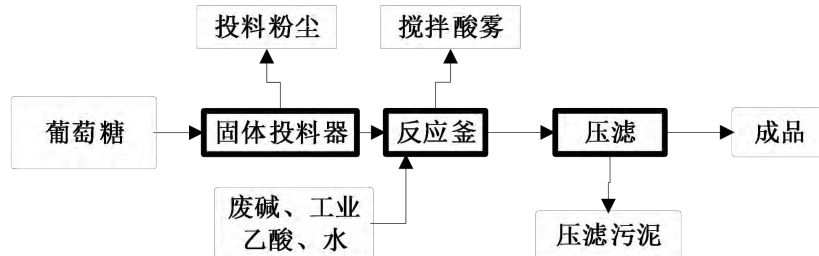 投料粉尘
搅拌酸雾
葡萄糖
固体投料器
反应釜
压滤
成品
废碱、工业
乙酸、水
压滤污泥